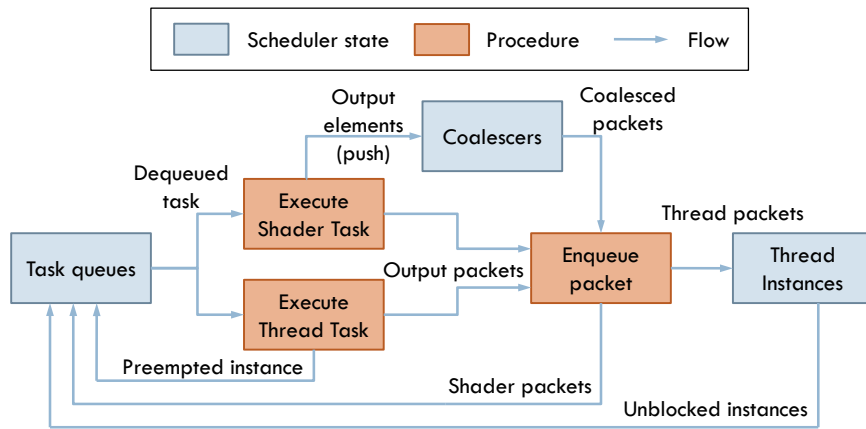 Scheduler state
Procedure
Flow
Output
elements
(push)
Coalescers
Coalesced
packets
Dequeued
task
Execute
Shader Task
Thread packets
Task queues
Output packets
Enqueue
packet
Thread
Instances
Execute
Thread Task
Preempted instance
Shader packets
Unblocked instances